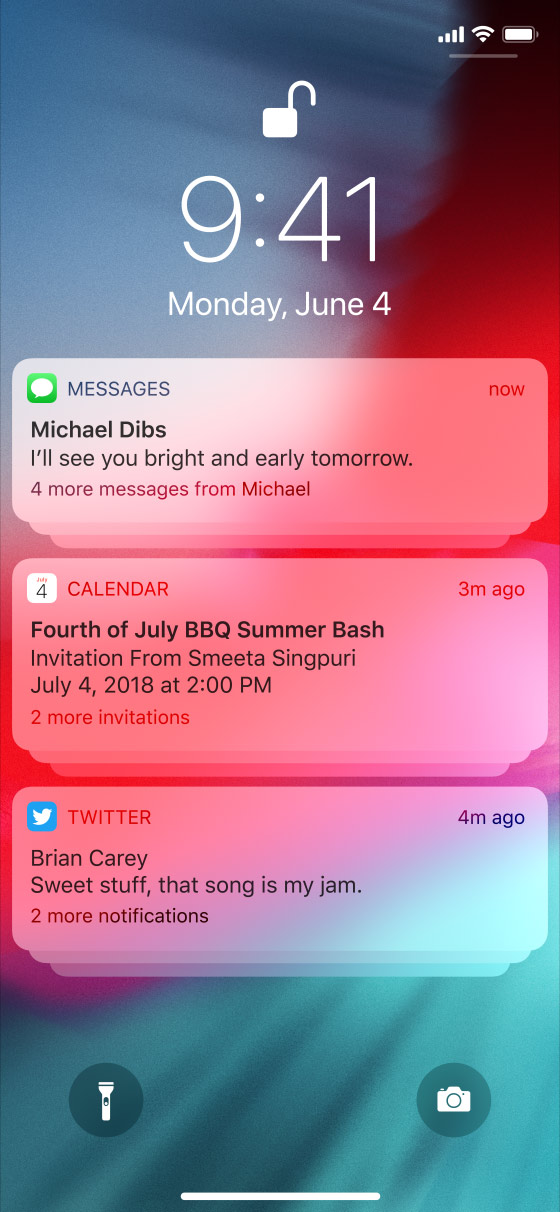 9:41
Monday, June 4
MESSAGES
now
Michael Dibs
I’ll see you bright and early tomorrow.
4 more messages from Michael
July
4
CALENDAR
3m ago
Fourth of July BBQ Summer Bash
Invitation From Smeeta Singpuri
July 4, 2018 at 2:00 PM
2 more invitations
TWITTER
4m ago
Brian Carey
Sweet stuff, that song is my jam.
2 more notifications